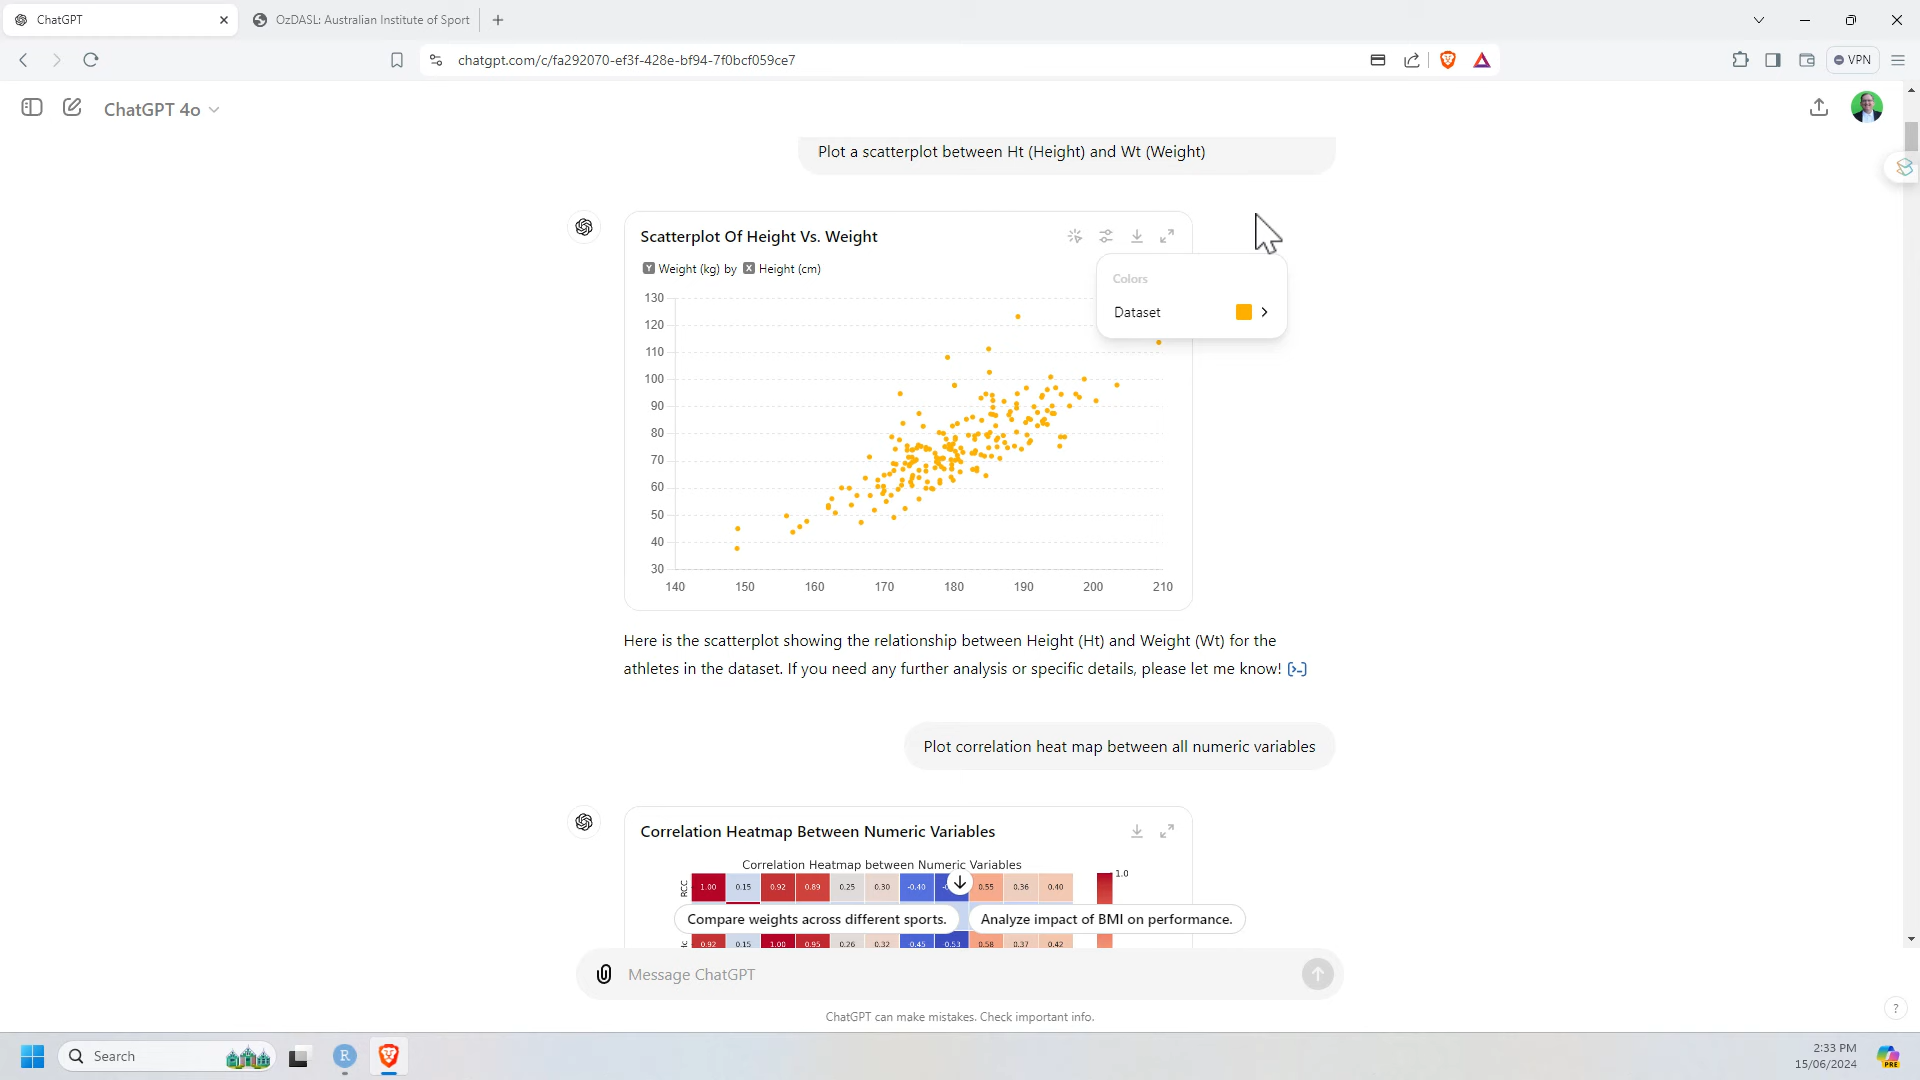 ChatGPT
OzDASL: Australian Institute of Sport
chatgpt.com/c/fa292070-ef3f-428e-bf94-7f0bcf059ce7
VPN
ChatGPT 4o
Plot a scatterplot between Ht (Height) and Wt (Weight)
Scatterplot Of Height Vs. Weight
Y Weight (kg) by X Height (cm)
Colors
Dataset
130
120
110
100
90
80
70
60
50
40
30
140 150 160 170 180 190 200 210
Here is the scatterplot showing the relationship between Height (Ht) and Weight (Wt) for the
athletes in the dataset. If you need any further analysis or specific details, please let me know! [>-]
Plot correlation heat map between all numeric variables
Correlation Heatmap Between Numeric Variables
Correlation Heatmap between Numeric Variables
RCC 1.00 0.15 0.92 0.89 0.25 0.30 -0.40 0.55 0.36 0.40 1.0
Compare weights across different sports.
Analyze impact of BMI on performance.
0.92 0.15 1.00 0.95 0.26 0.32 0.45 0.53 0.58 0.37 0.42
Message ChatGPT
ChatGPT can make mistakes. Check important info.
?
Search
R
2:33 PM
15/06/2024
PRE